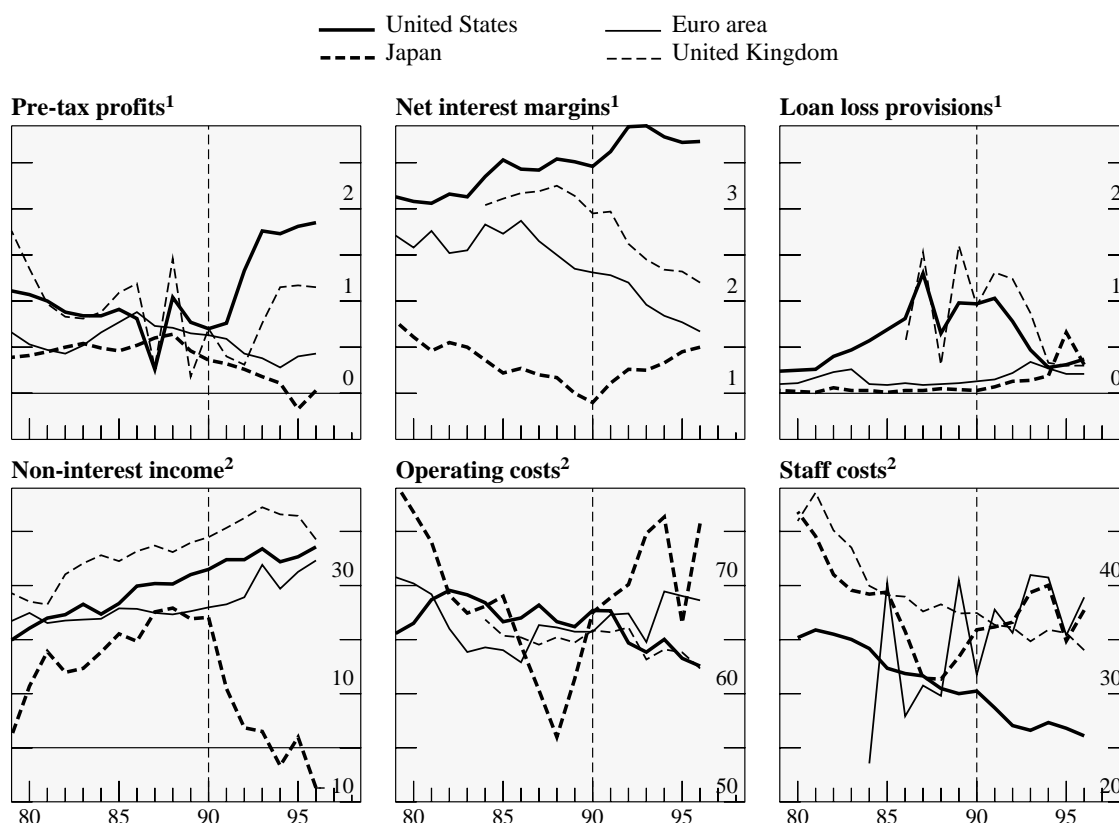 United States Euro area
Japan United Kingdom
Pre-tax profits¹ Net interest margins¹ Loan loss provisions¹
2 3 2
1 2 1
0 1 0
Non-interest income² Operating costs² Staff costs²
30 70 40
10 60 30
10 50 20
80 85 90 95 80 85 90 95 80 85 90 95